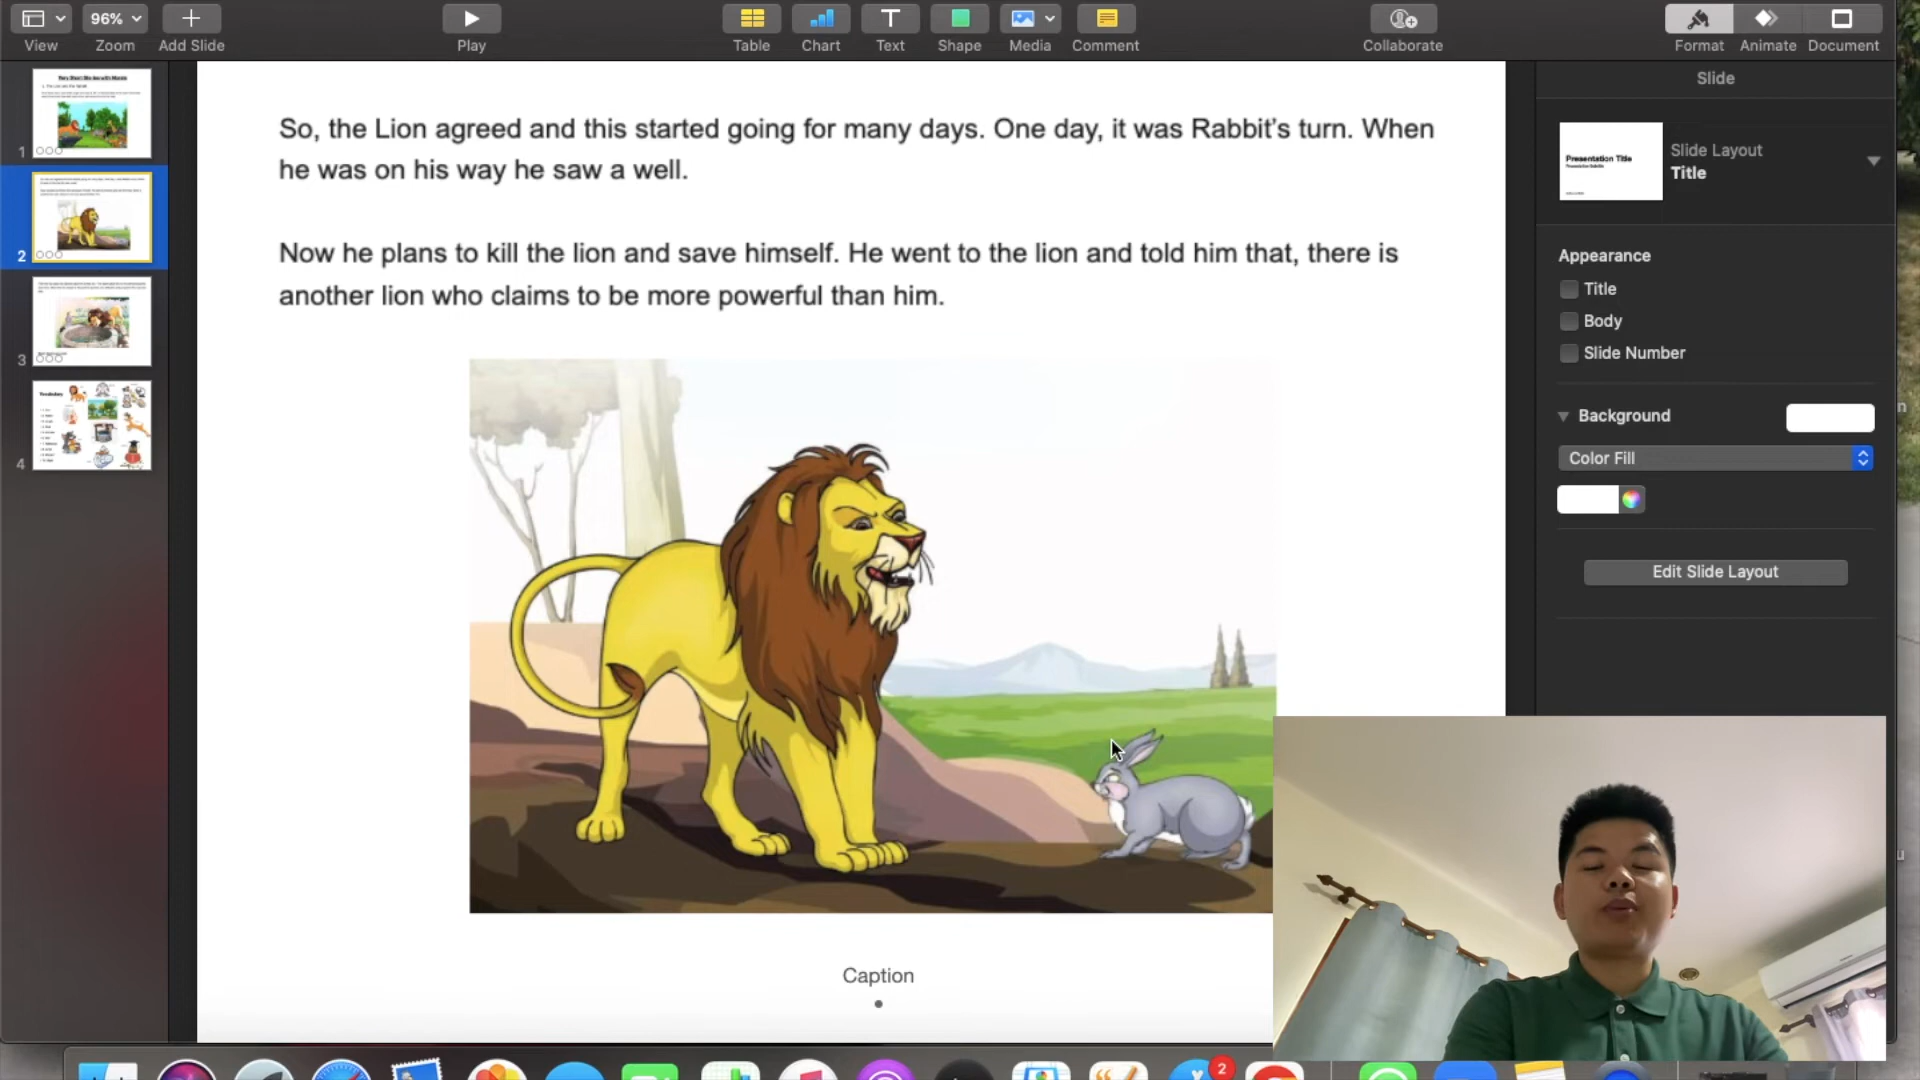 96%
View
Zoom
Add Slide
Play
Table
Chart
Text
Shape
Media
Comment
Collaborate
Format
Animate
Document
1
2
3
4
Vocabulary
So, the Lion agreed and this started going for many days. One day, it was Rabbit’s turn. When
he was on his way he saw a well.
Now he plans to kill the lion and save himself. He went to the lion and told him that, there is
another lion who claims to be more powerful than him.
Caption
Slide
Presentation Title
Slide Layout
Title
Appearance
Title
Body
Slide Number
Background
Color Fill
Edit Slide Layout
2